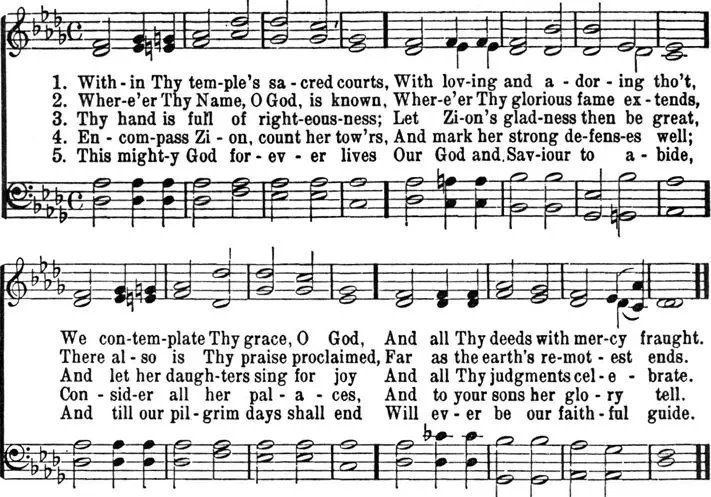 1. With-in Thy tem-ple's sa-cred courts, With lov-ing and a-dor-ing tho't,
2. Wher-e'er Thy Name, O God, is known, Wher-e'er Thy glorious fame ex-tends,
3. Thy hand is full of right-eous-ness; Let Zi-on's glad-ness then be great,
4. En-com-pass Zi-on, count her tow'rs, And mark her strong de-fens-es well;
5. This might-y God for-ev-er lives Our God and Sav-iour to a-bide,
We con-tem-plate Thy grace, O God, And all Thy deeds with mer-cy fraught.
There al-so is Thy praise proclaimed, Far as the earth's re-mot-est ends.
And let her daugh-ters sing for joy And all Thy judgments cel-e-brate.
Con-sid-er all her pal-a-ces, And to your sons her glo-ry tell.
And till our pil-grim days shall end Will ev-er be our faith-ful guide.